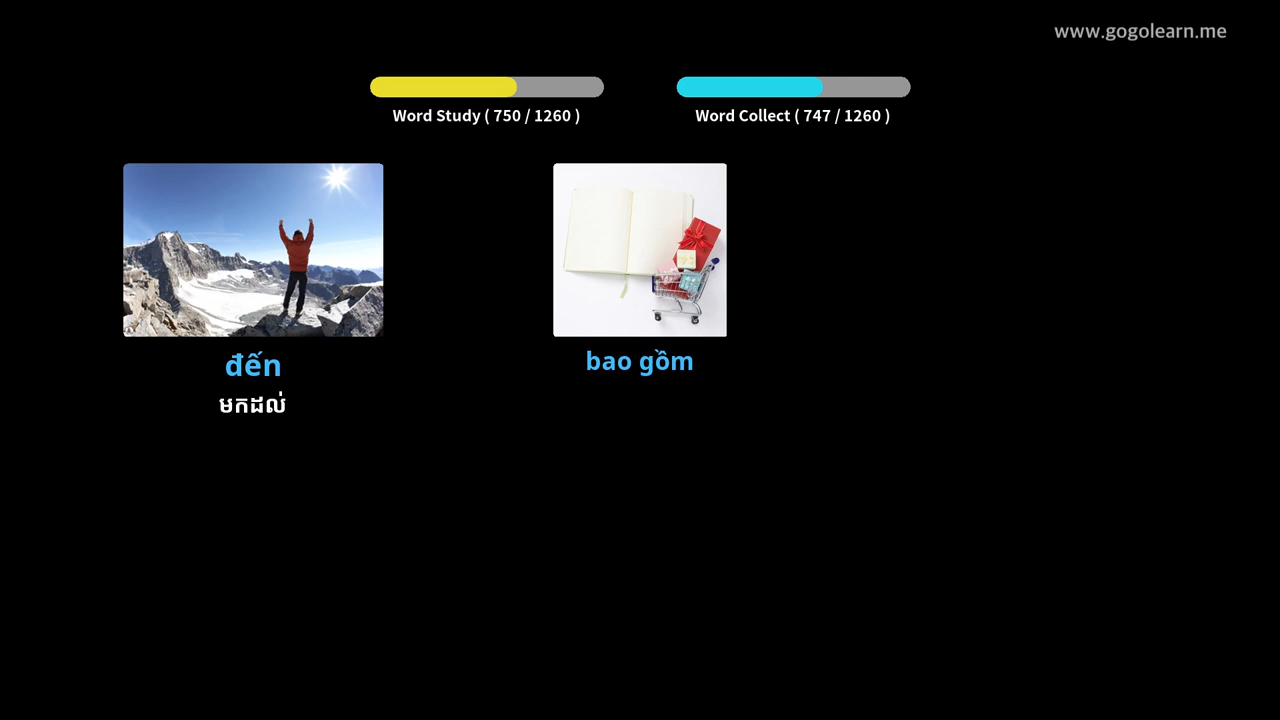 www.gogolearn.me
Word Study ( 750 / 1260 )
Word Collect ( 747 / 1260 )
đến
មកដល់
bao gồm